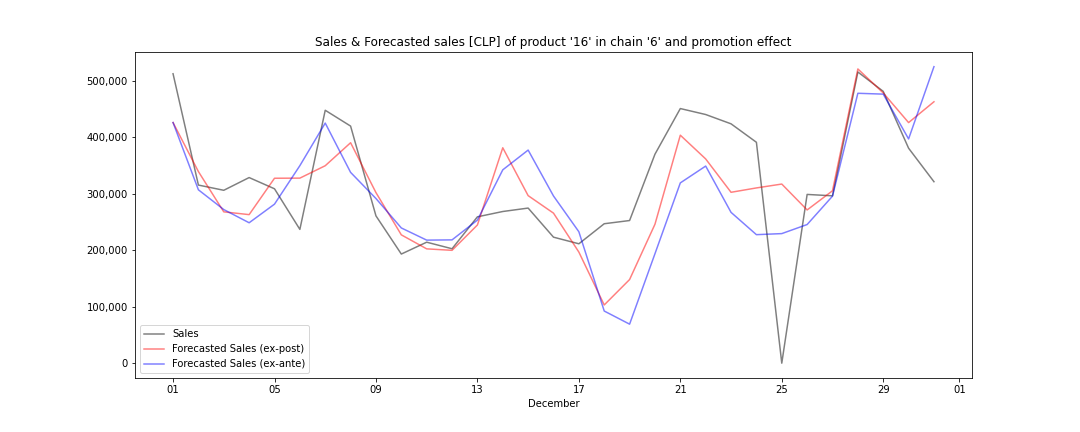 Sales & Forecasted sales [CLP] of product '16' in chain '6' and promotion effect
500,000
400,000
300,000
200,000
100,000
0
Sales
Forecasted Sales (ex-post)
Forecasted Sales (ex-ante)
01 05 09 13 17 21 25 29 01
December